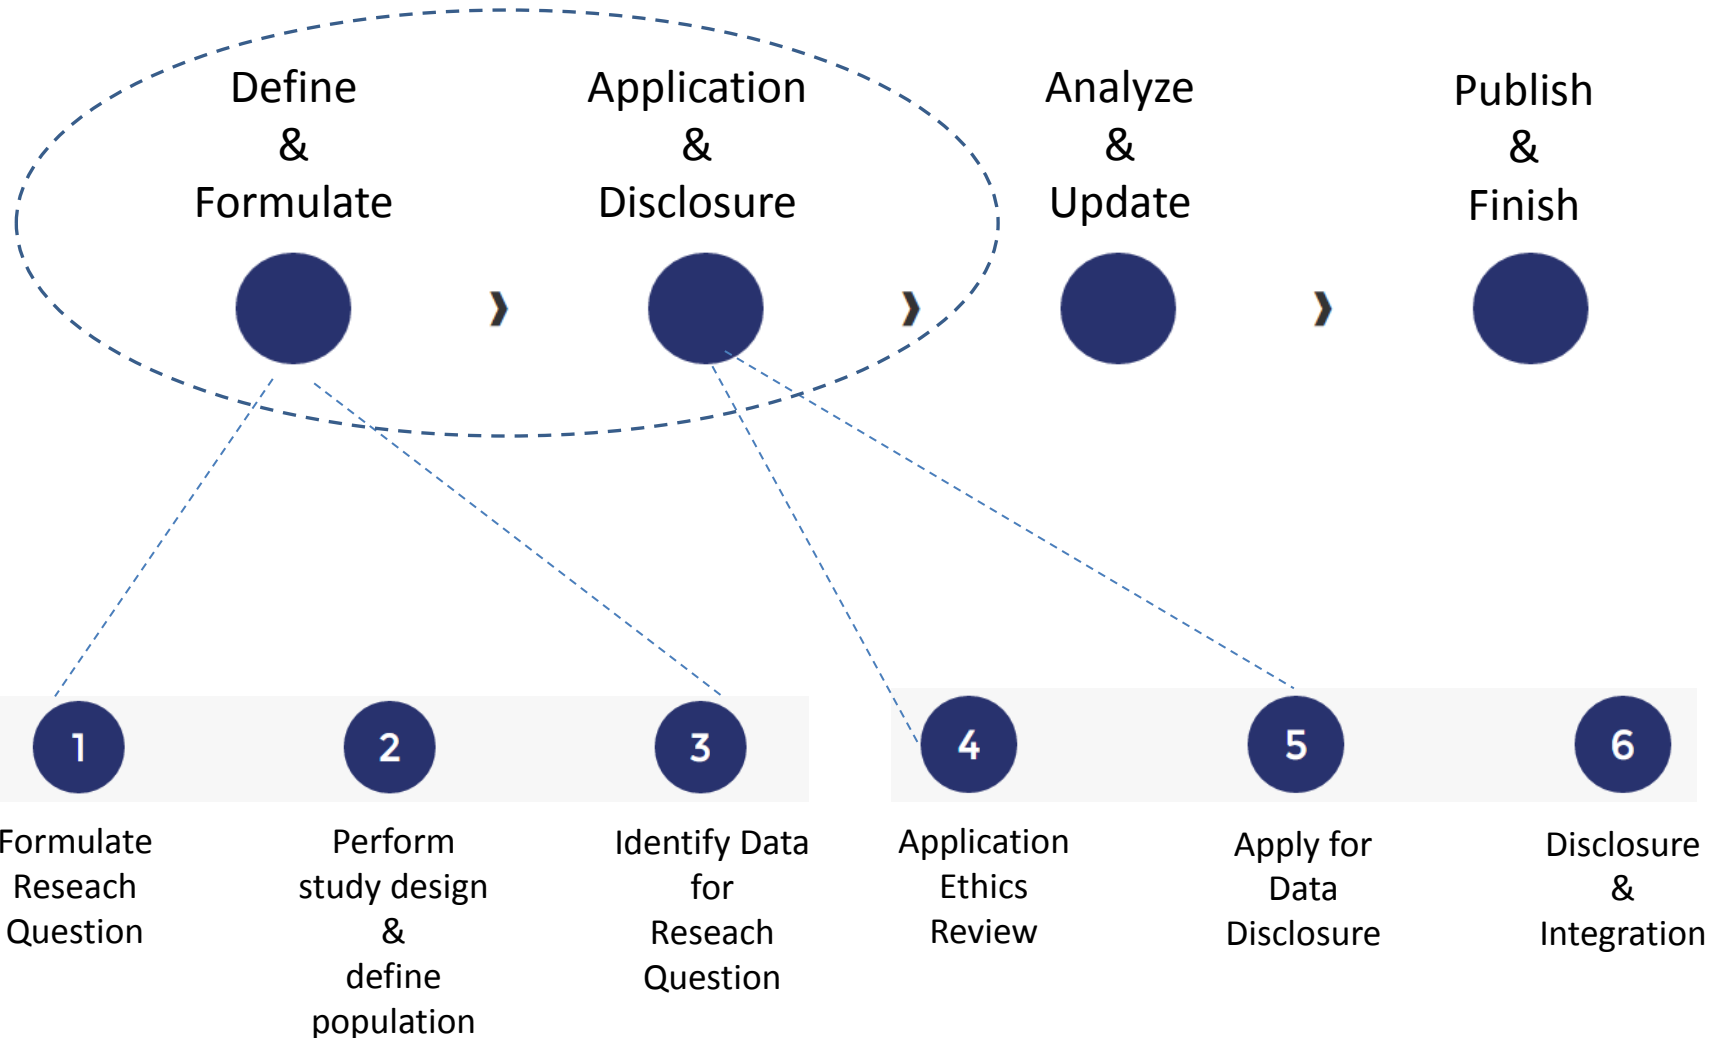 Define
&
Formulate
Application
&
Disclosure
Analyze
&
Update
Publish
&
Finish
1
2
3
4
5
6
Formulate
Reseach
Question
Perform
study design
&
define
population
Identify Data
for
Reseach
Question
Application
Ethics
Review
Apply for
Data
Disclosure
Disclosure
&
Integration